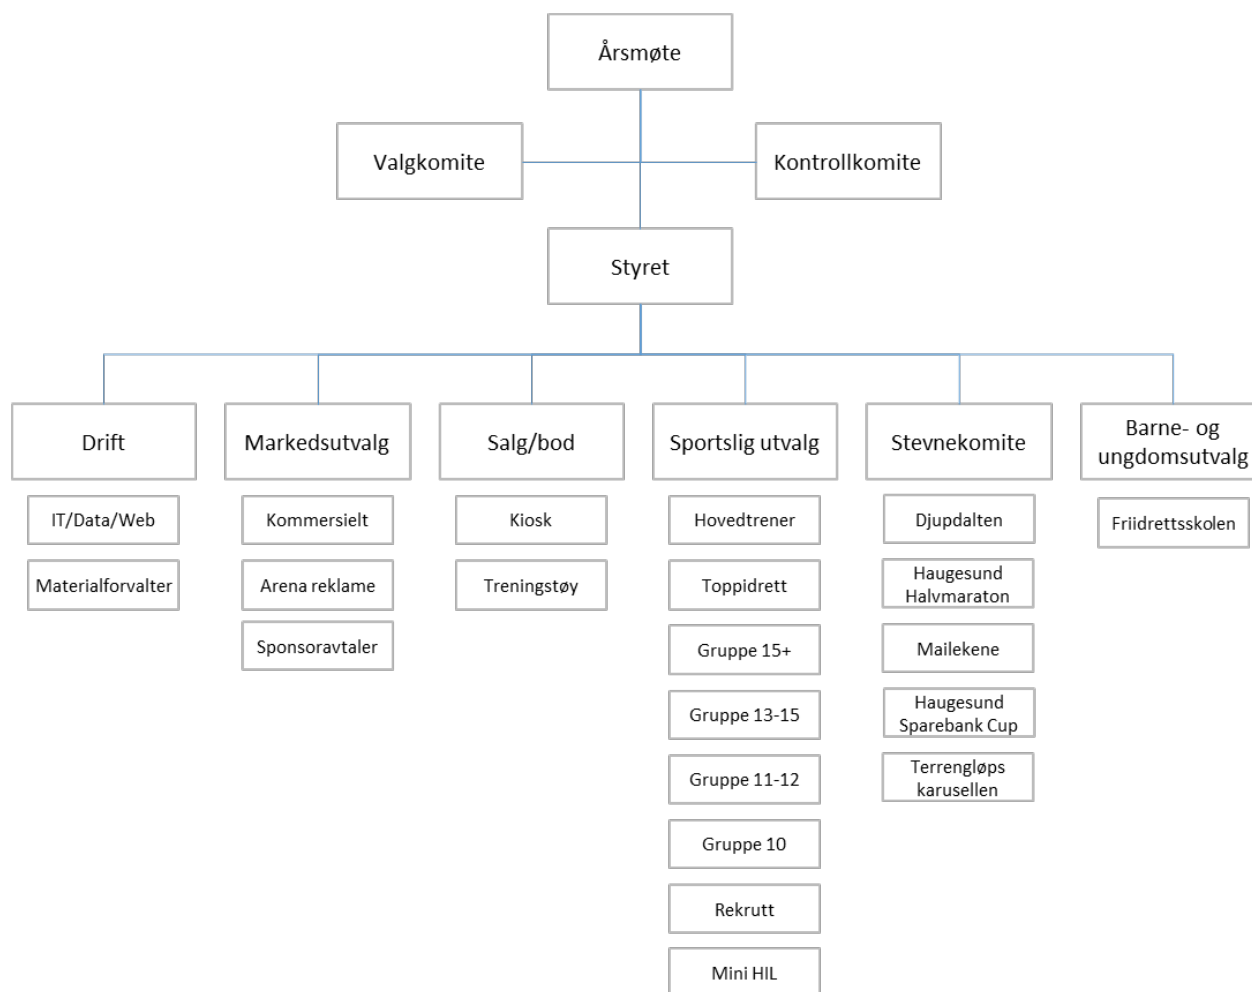 Årsmøte
Valgkomite
Kontrollkomite
Styret
Drift
Markedsutvalg
Salg/bod
Sportslig utvalg
Stevnekomite
Barne- og
ungdomsutvalg
IT/Data/Web
Materialforvalter
Kommersielt
Arena reklame
Sponsoravtaler
Kiosk
Treningstøy
Hovedtrener
Toppidrett
Gruppe 15+
Gruppe 13-15
Gruppe 11-12
Gruppe 10
Rekrutt
Mini HIL
Djupdalten
Haugesund
Halvmaraton
Mailekene
Haugesund
Sparebank Cup
Terrengløps
karusellen
Friidrettsskolen